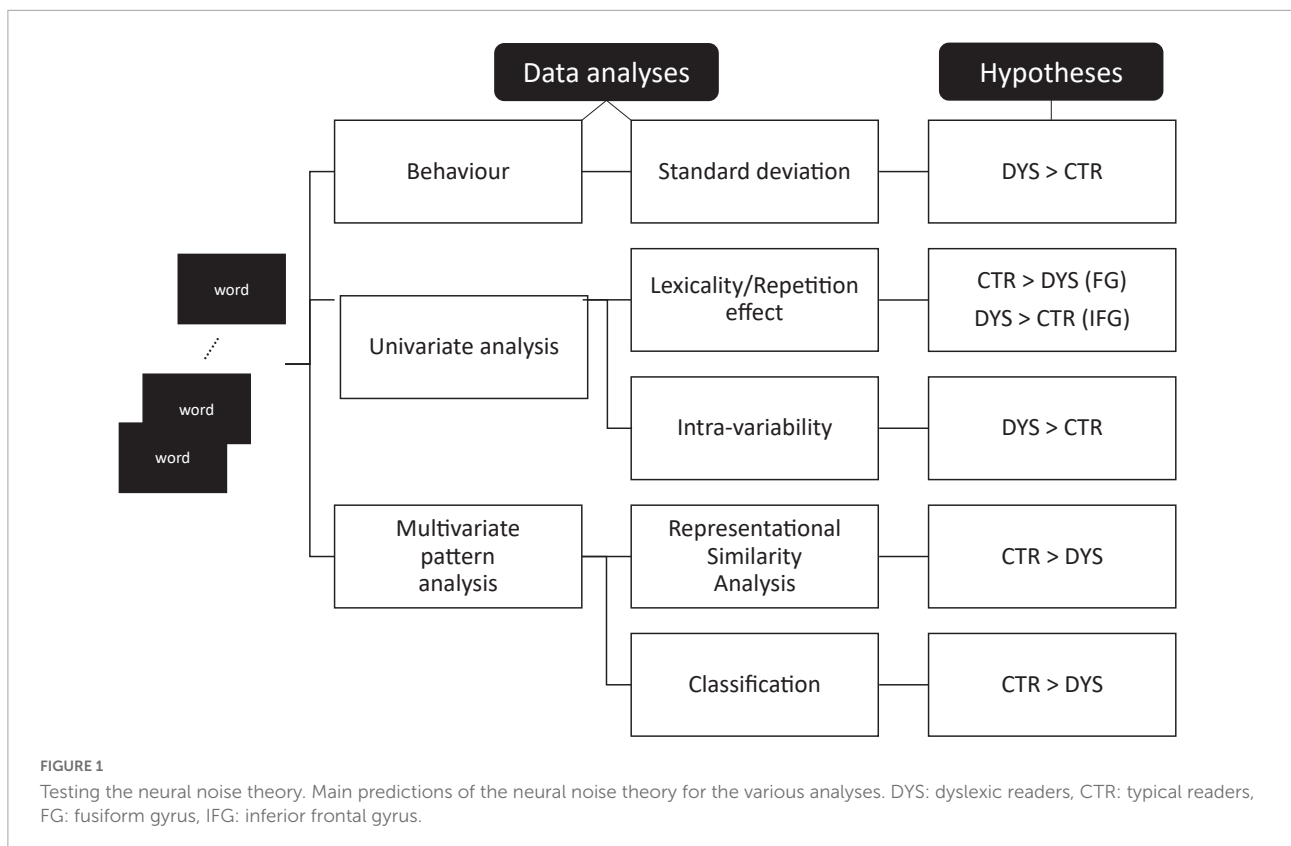 Data analyses
Hypotheses
Behaviour
Standard deviation
DYS > CTR
word
word
word
Univariate analysis
Lexicality/Repetition
effect
CTR > DYS (FG)
DYS > CTR (IFG)
Intra-variability
DYS > CTR
Multivariate
pattern
analysis
Representational
Similarity
Analysis
CTR > DYS
Classification
CTR > DYS
FIGURE 1
Testing the neural noise theory. Main predictions of the neural noise theory for the various analyses. DYS: dyslexic readers, CTR: typical readers,
FG: fusiform gyrus, IFG: inferior frontal gyrus.